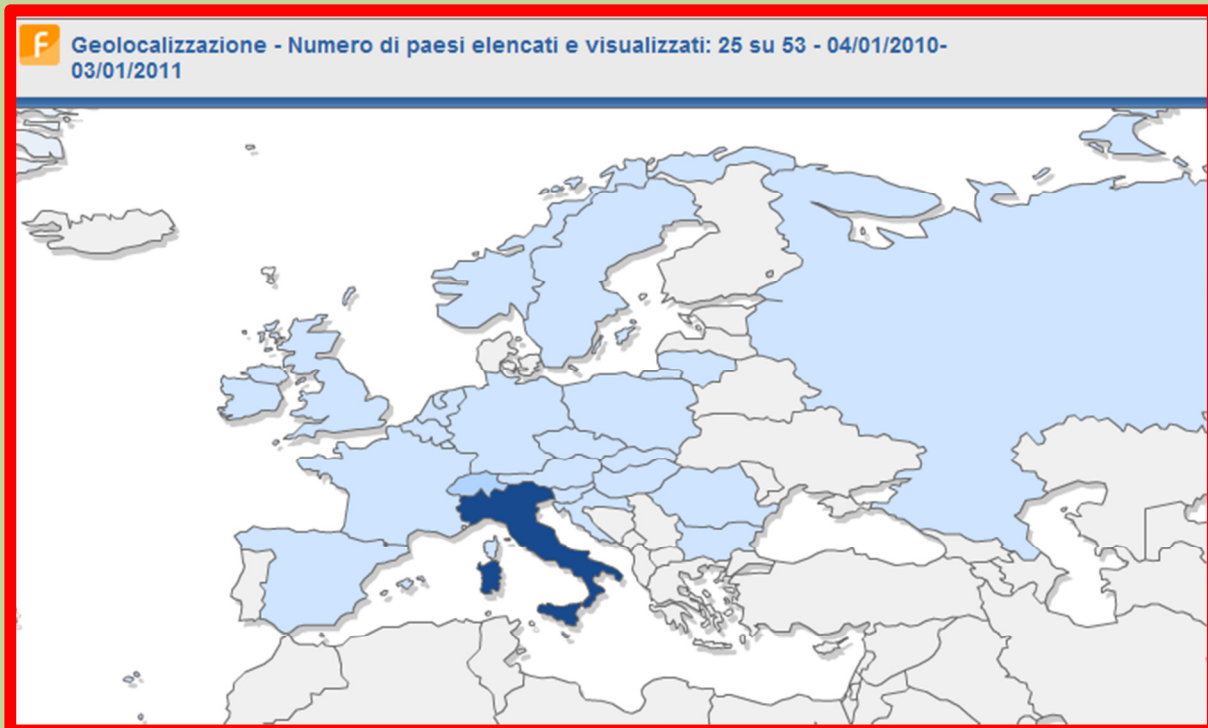 F
Geolocalizzazione - Numero di paesi elencati e visualizzati: 25 su 53 - 04/01/2010-
03/01/2011